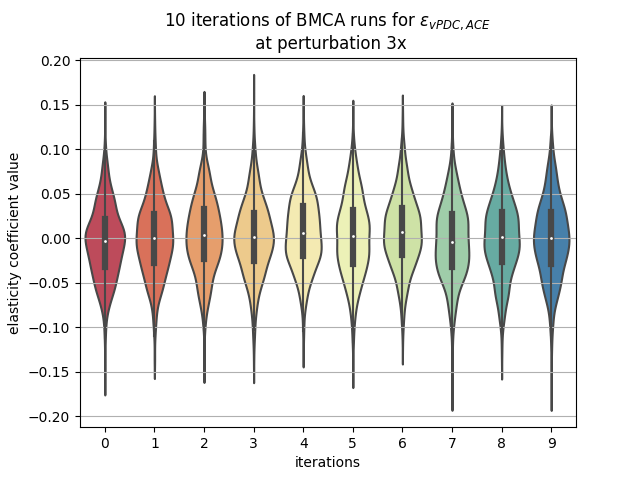 10 iterations of BMCA runs for ε_{vPDC, ACE}
at perturbation 3x
elasticity coefficient value
0.20
0.15
0.10
0.05
0.00
−0.05
−0.10
−0.15
−0.20
0 1 2 3 4 5 6 7 8 9
iterations